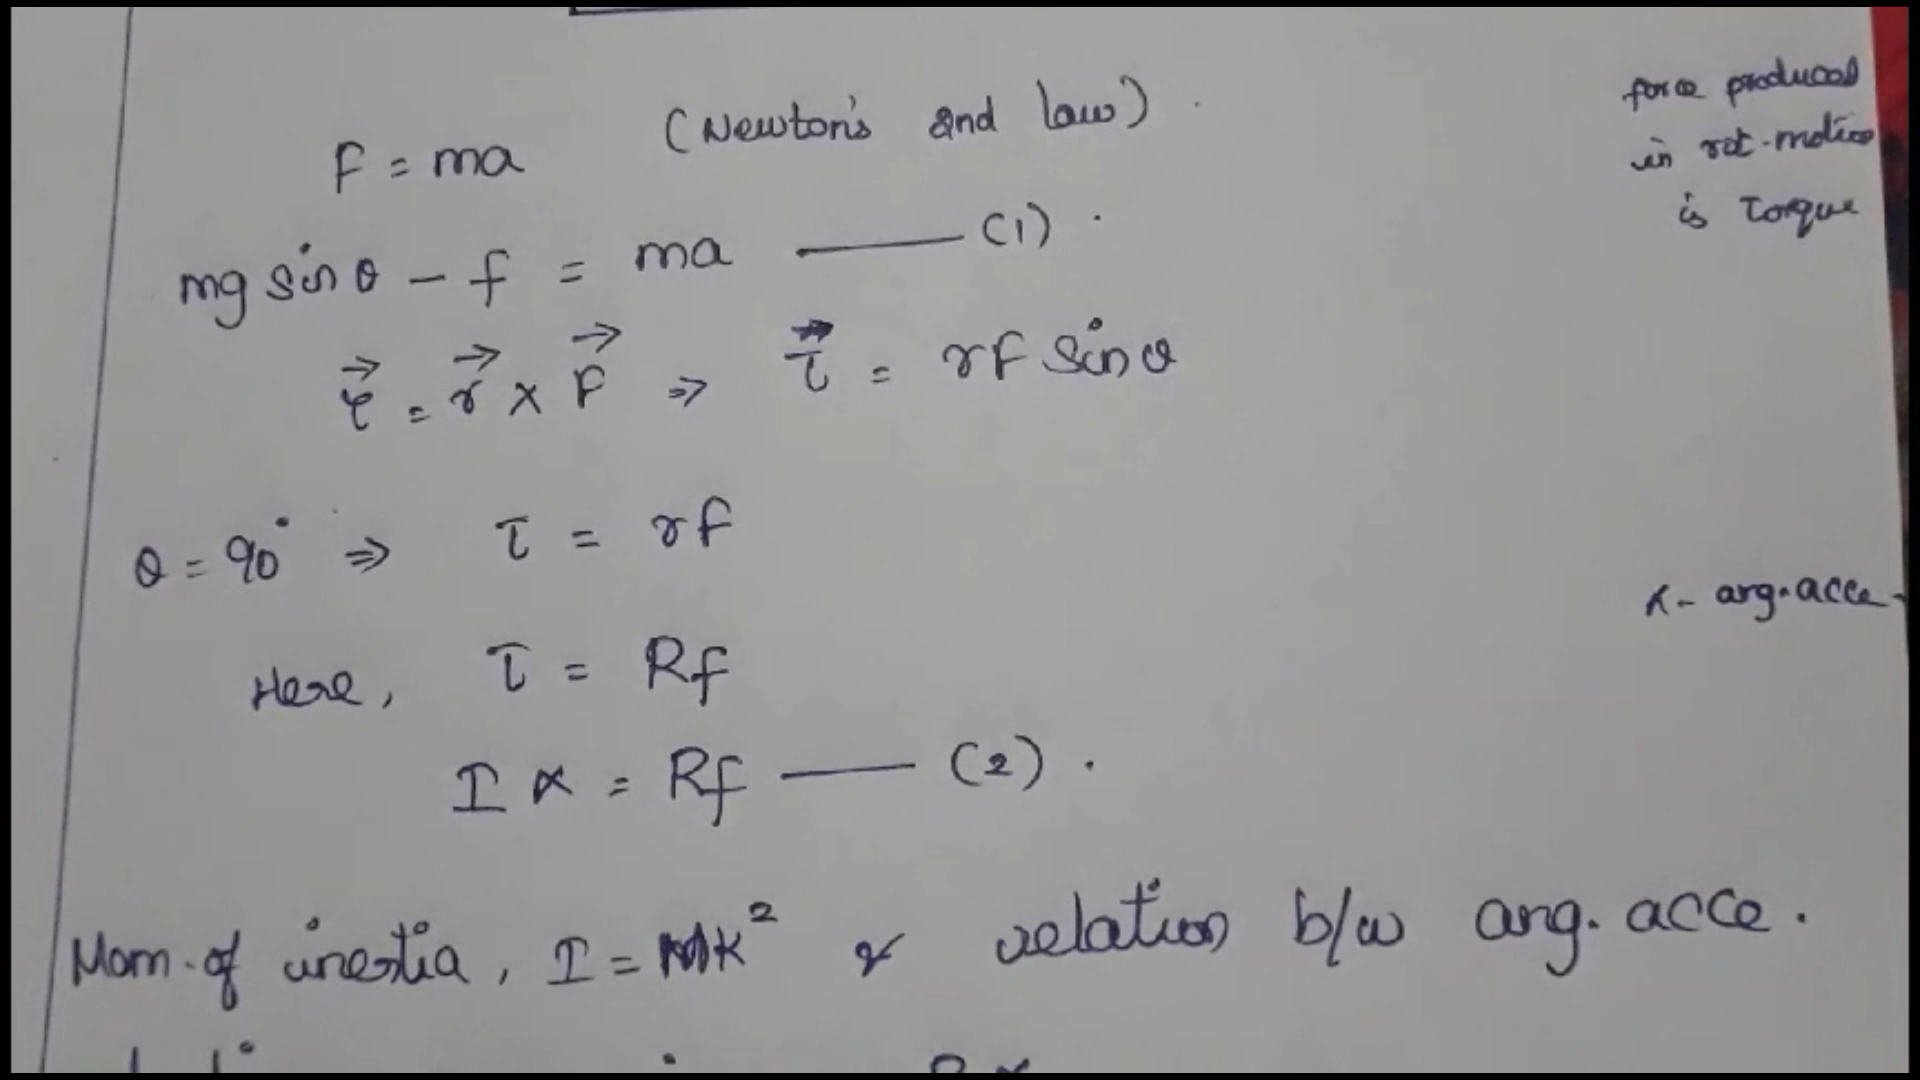 F = ma (Newton's 2nd law).
force produced
in rot. motion
is Torque
mg sin θ - f = ma —— (1).
τ⃗ = r⃗ × F⃗ ⇒ τ⃗ = rF sin θ
θ = 90° ⇒ τ = rf
α - ang. acce.
Here, τ = Rf
I α = Rf —— (2).
Mom. of inertia, I = MK² & relation b/w ang. acce.